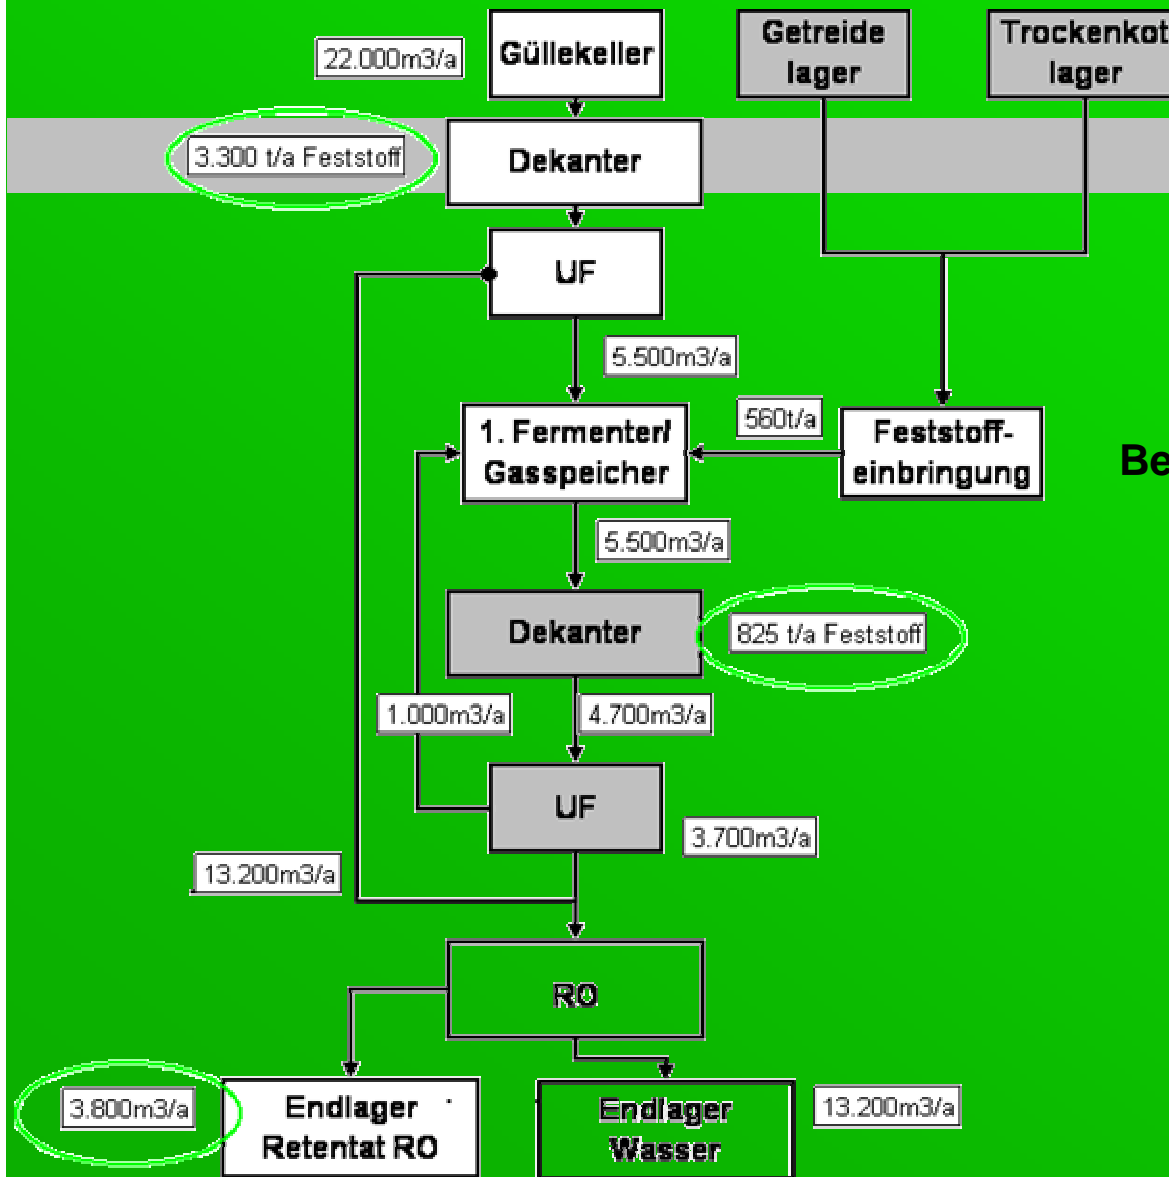 22.000m3/a
Güllekeller
Getreide
lager
Trockenkot
lager
3.300 t/a Feststoff
Dekanter
UF
5.500m3/a
560t/a
1. Fermenter/
Gasspeicher
Feststoff-
einbringung
Be
5.500m3/a
Dekanter
825 t/a Feststoff
1.000m3/a
4.700m3/a
UF
3.700m3/a
13.200m3/a
RO
3.800m3/a
Endlager
Retentat RO
Endlager
Wasser
13.200m3/a